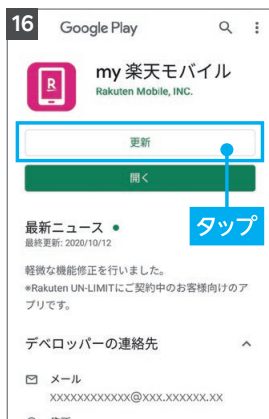 16
Google Play
R
my 楽天モバイル
Rakuten Mobile, INC.
更新
開く
タップ
最新ニュース ●
最終更新: 2020/10/12
軽微な機能修正を行いました。
※Rakuten UN-LIMITにご契約中のお客様向けのア
プリです。
デベロッパーの連絡先
メール
XXXXXXXXXXXX@XXX.XXXXXX.XX